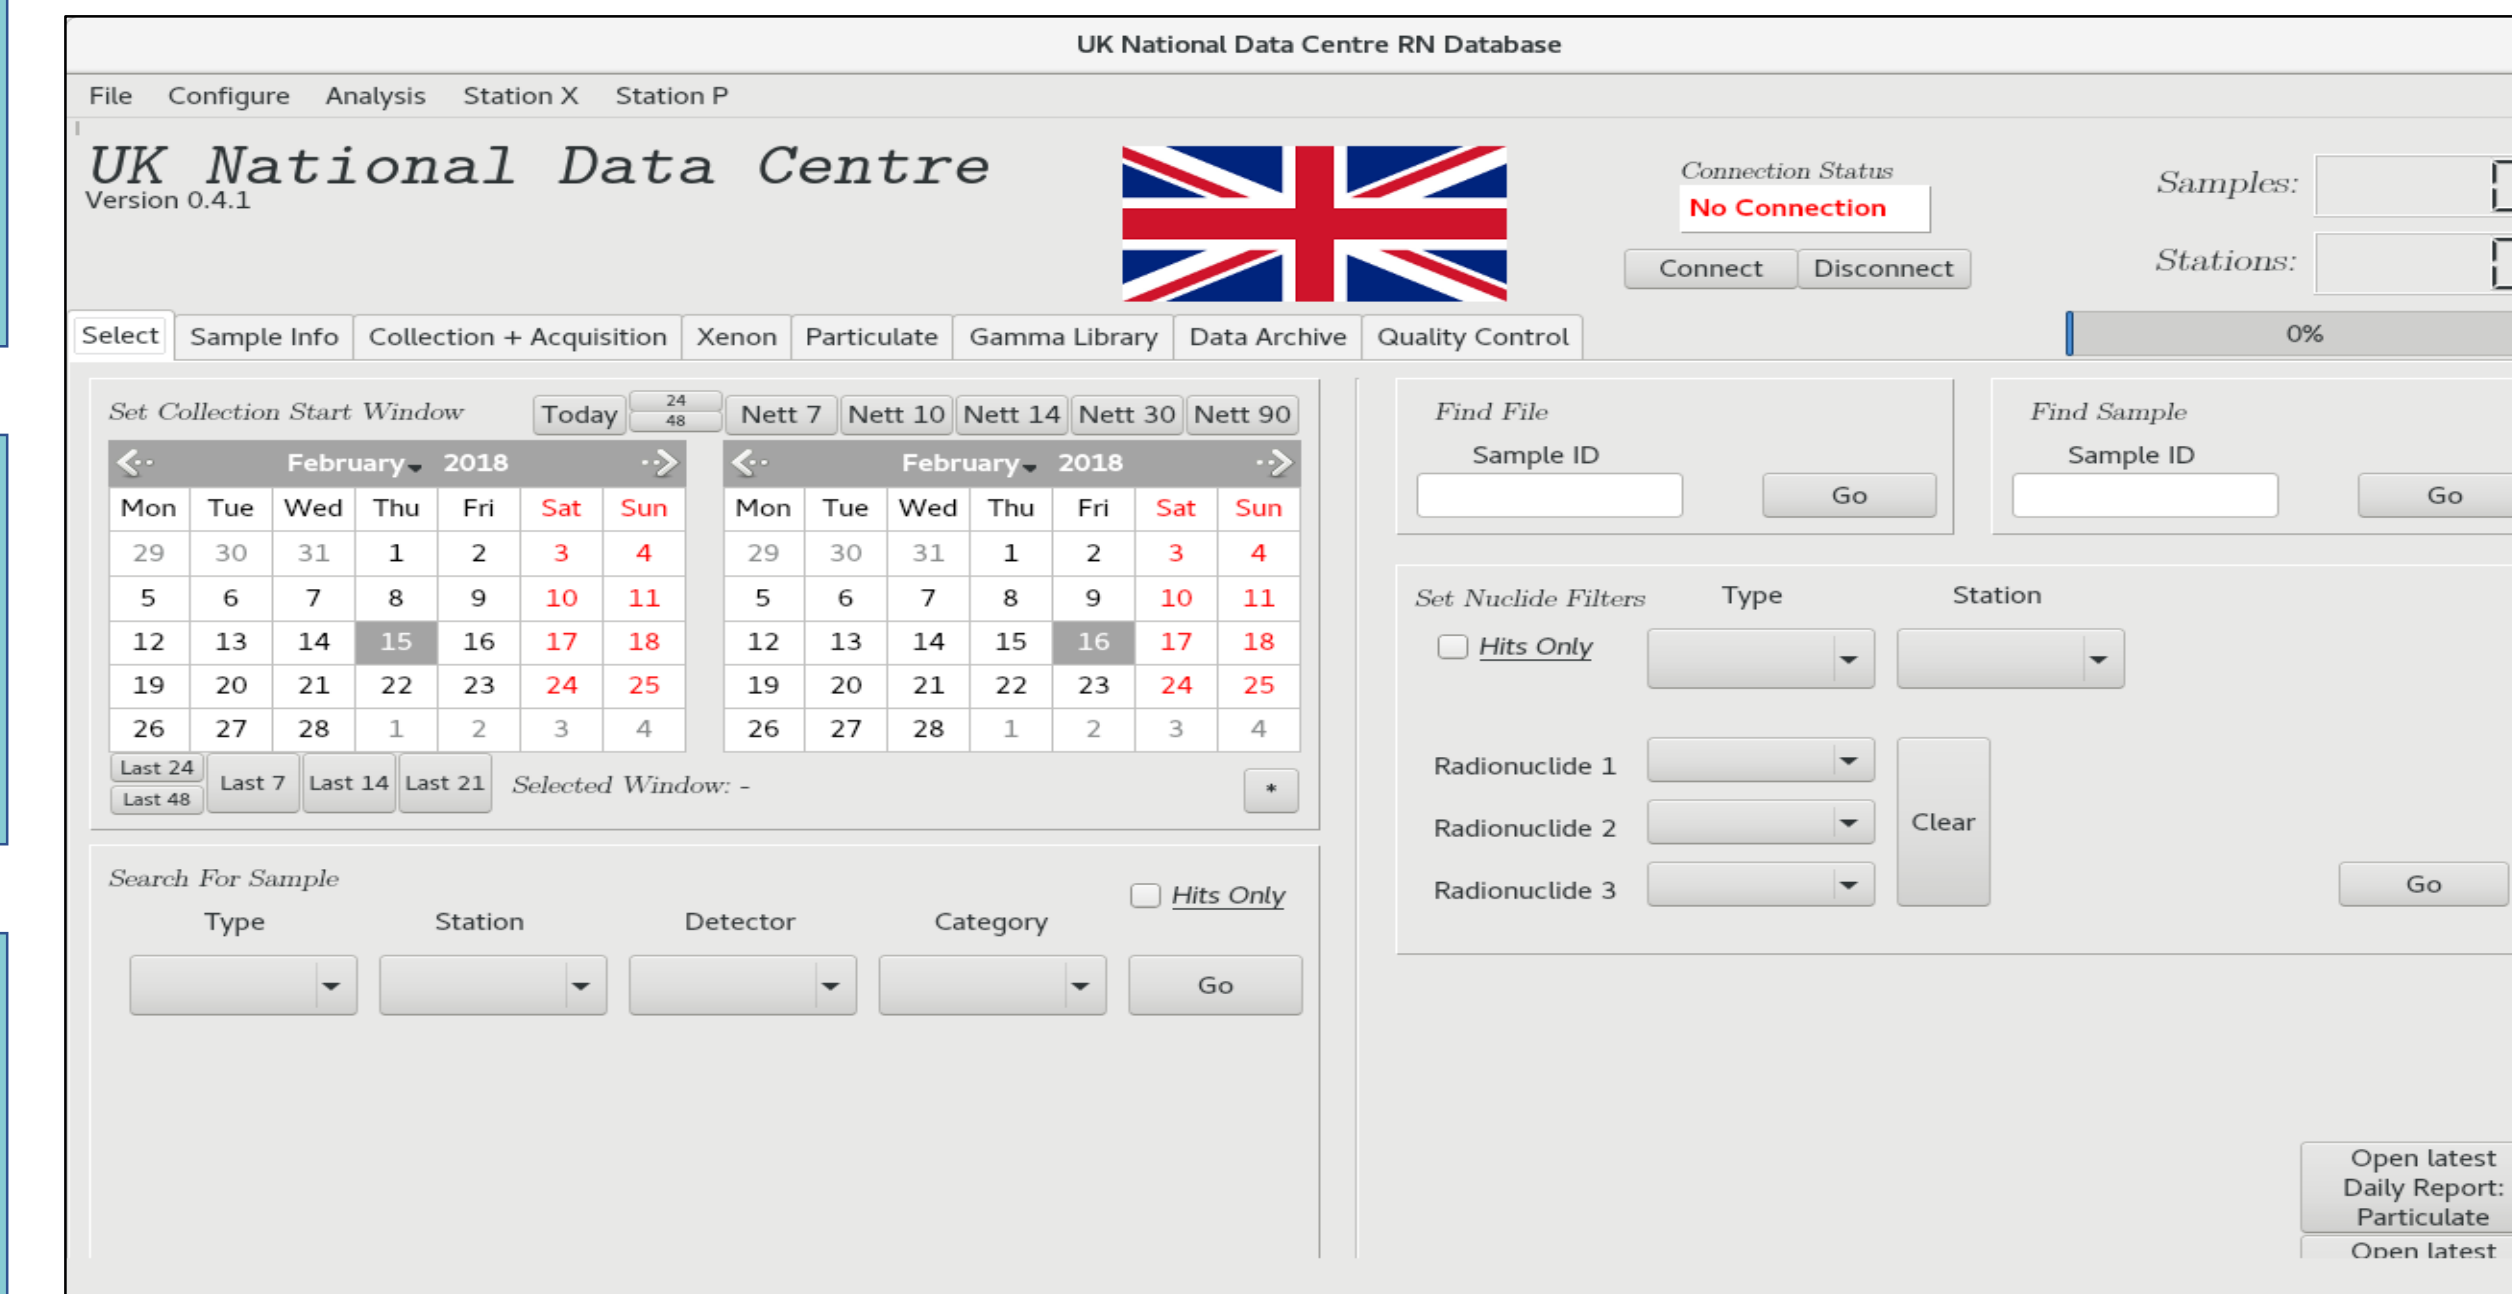 UK National Data Centre RN Database
File Configure Analysis Station X Station P
UK National Data Centre
Version 0.4.1
Connection Status
No Connection
Connect Disconnect
Samples:
Stations:
Select Sample Info Collection + Acquisition Xenon Particulate Gamma Library Data Archive Quality Control
0%
Set Collection Start Window Today 24 48 Nett 7 Nett 10 Nett 14 Nett 30 Nett 90
February 2018
Mon Tue Wed Thu Fri Sat Sun
29 30 31 1 2 3 4
5 6 7 8 9 10 11
12 13 14 15 16 17 18
19 20 21 22 23 24 25
26 27 28 1 2 3 4
February 2018
Mon Tue Wed Thu Fri Sat Sun
29 30 31 1 2 3 4
5 6 7 8 9 10 11
12 13 14 15 16 17 18
19 20 21 22 23 24 25
26 27 28 1 2 3 4
Last 24
Last 48
Last 7 Last 14 Last 21 Selected Window: - *
Search For Sample
Hits Only
Type Station Detector Category
Go
Find File
Sample ID
Go
Find Sample
Sample ID
Go
Set Nuclide Filters Type Station
Hits Only
Radionuclide 1
Radionuclide 2
Radionuclide 3
Clear
Go
Open latest
Daily Report:
Particulate
Open latest